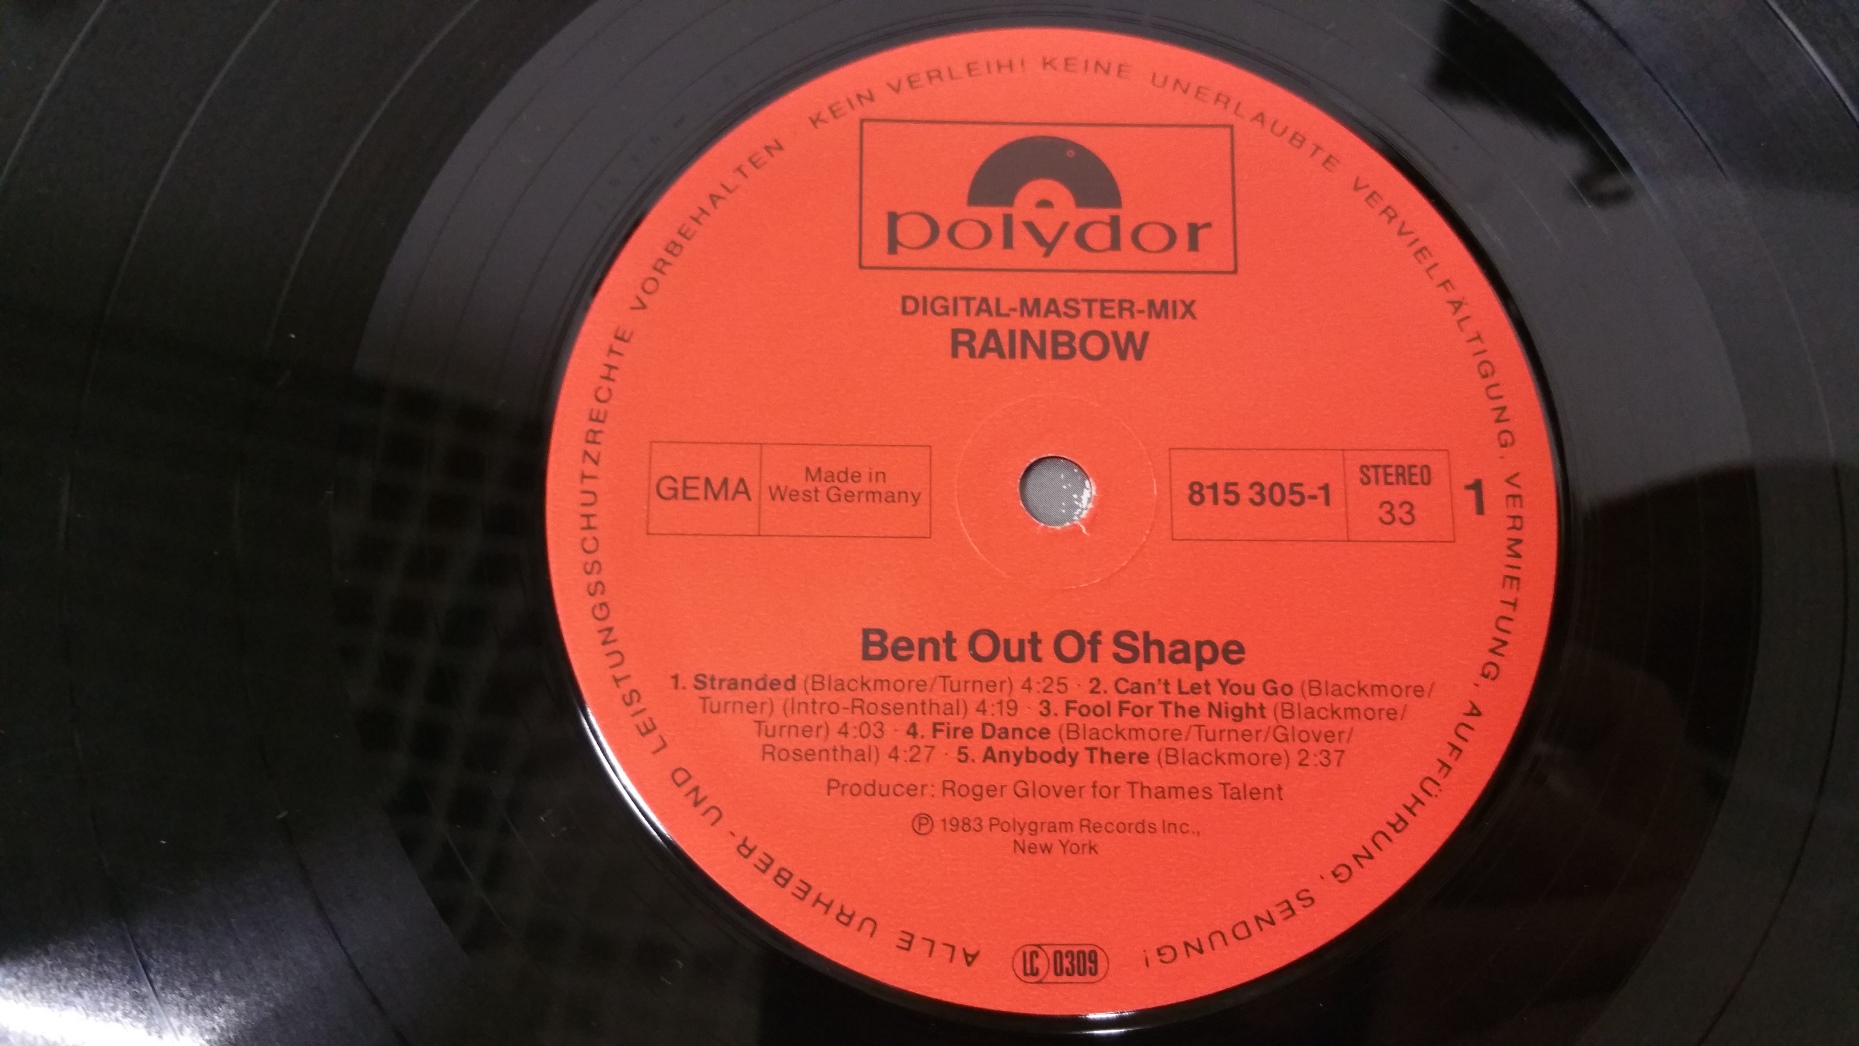 ALLE URHEBER- UND LEISTUNGSSCHUTZRECHTE VORBEHALTEN KEIN VERLEIH! KEINE UNERLAUBTE VERVIELFÄLTIGUNG, VERMIETUNG, AUFFÜHRUNG, SENDUNG!
polydor
DIGITAL-MASTER-MIX
RAINBOW
GEMA
Made in
West Germany
815 305-1
STEREO
33
1
Bent Out Of Shape
1. Stranded (Blackmore/Turner) 4:25 · 2. Can't Let You Go (Blackmore/
Turner) (Intro-Rosenthal) 4:19 · 3. Fool For The Night (Blackmore/
Turner) 4:03 · 4. Fire Dance (Blackmore/Turner/Glover/
Rosenthal) 4:27 · 5. Anybody There (Blackmore) 2:37
Producer: Roger Glover for Thames Talent
Ⓟ 1983 Polygram Records Inc.,
New York
LC 0309